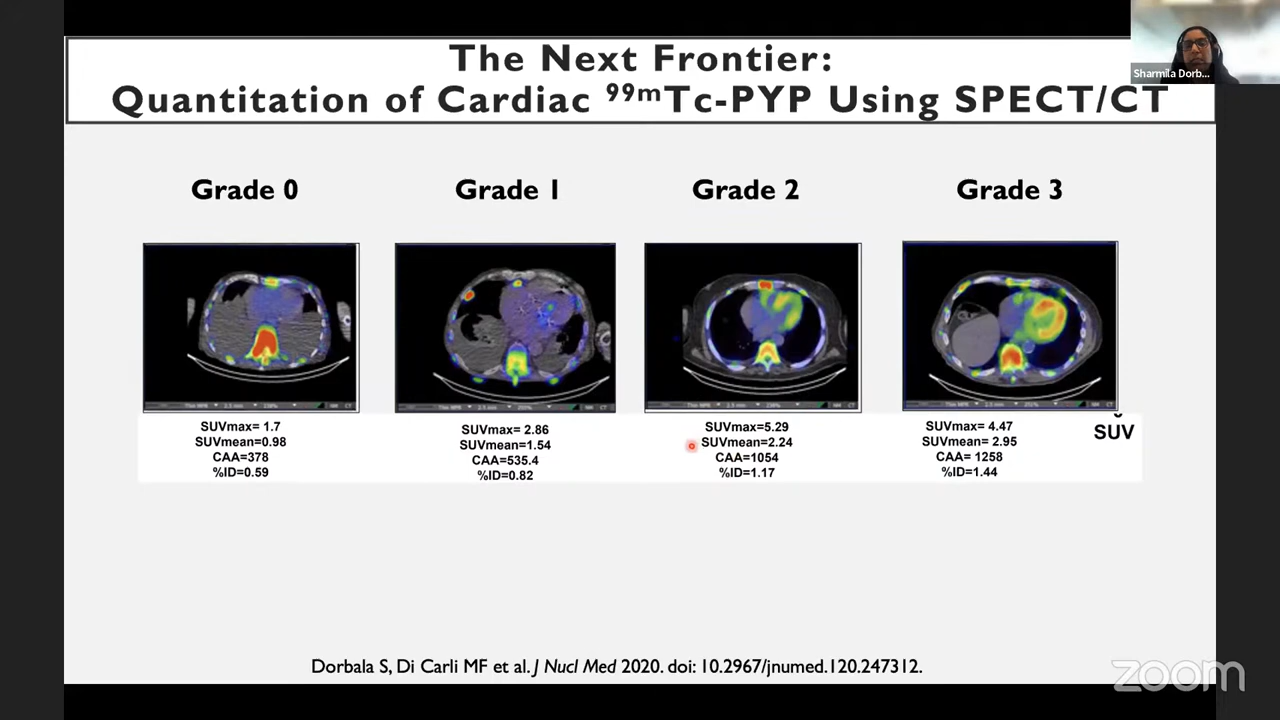 The Next Frontier:
Quantitation of Cardiac ⁹⁹ᵐTc-PYP Using SPECT/CT
Sharmila Dorb...
Grade 0
Grade 1
Grade 2
Grade 3
SUVmax= 1.7
SUVmean=0.98
CAA=378
%ID=0.59
SUVmax= 2.86
SUVmean=1.54
CAA=535.4
%ID=0.82
SUVmax=5.29
SUVmean=2.24
CAA=1054
%ID=1.17
SUVmax= 4.47
SUVmean= 2.95
CAA= 1258
%ID=1.44
SUV
Dorbala S, Di Carli MF et al. J Nucl Med 2020. doi: 10.2967/jnumed.120.247312.
zoom